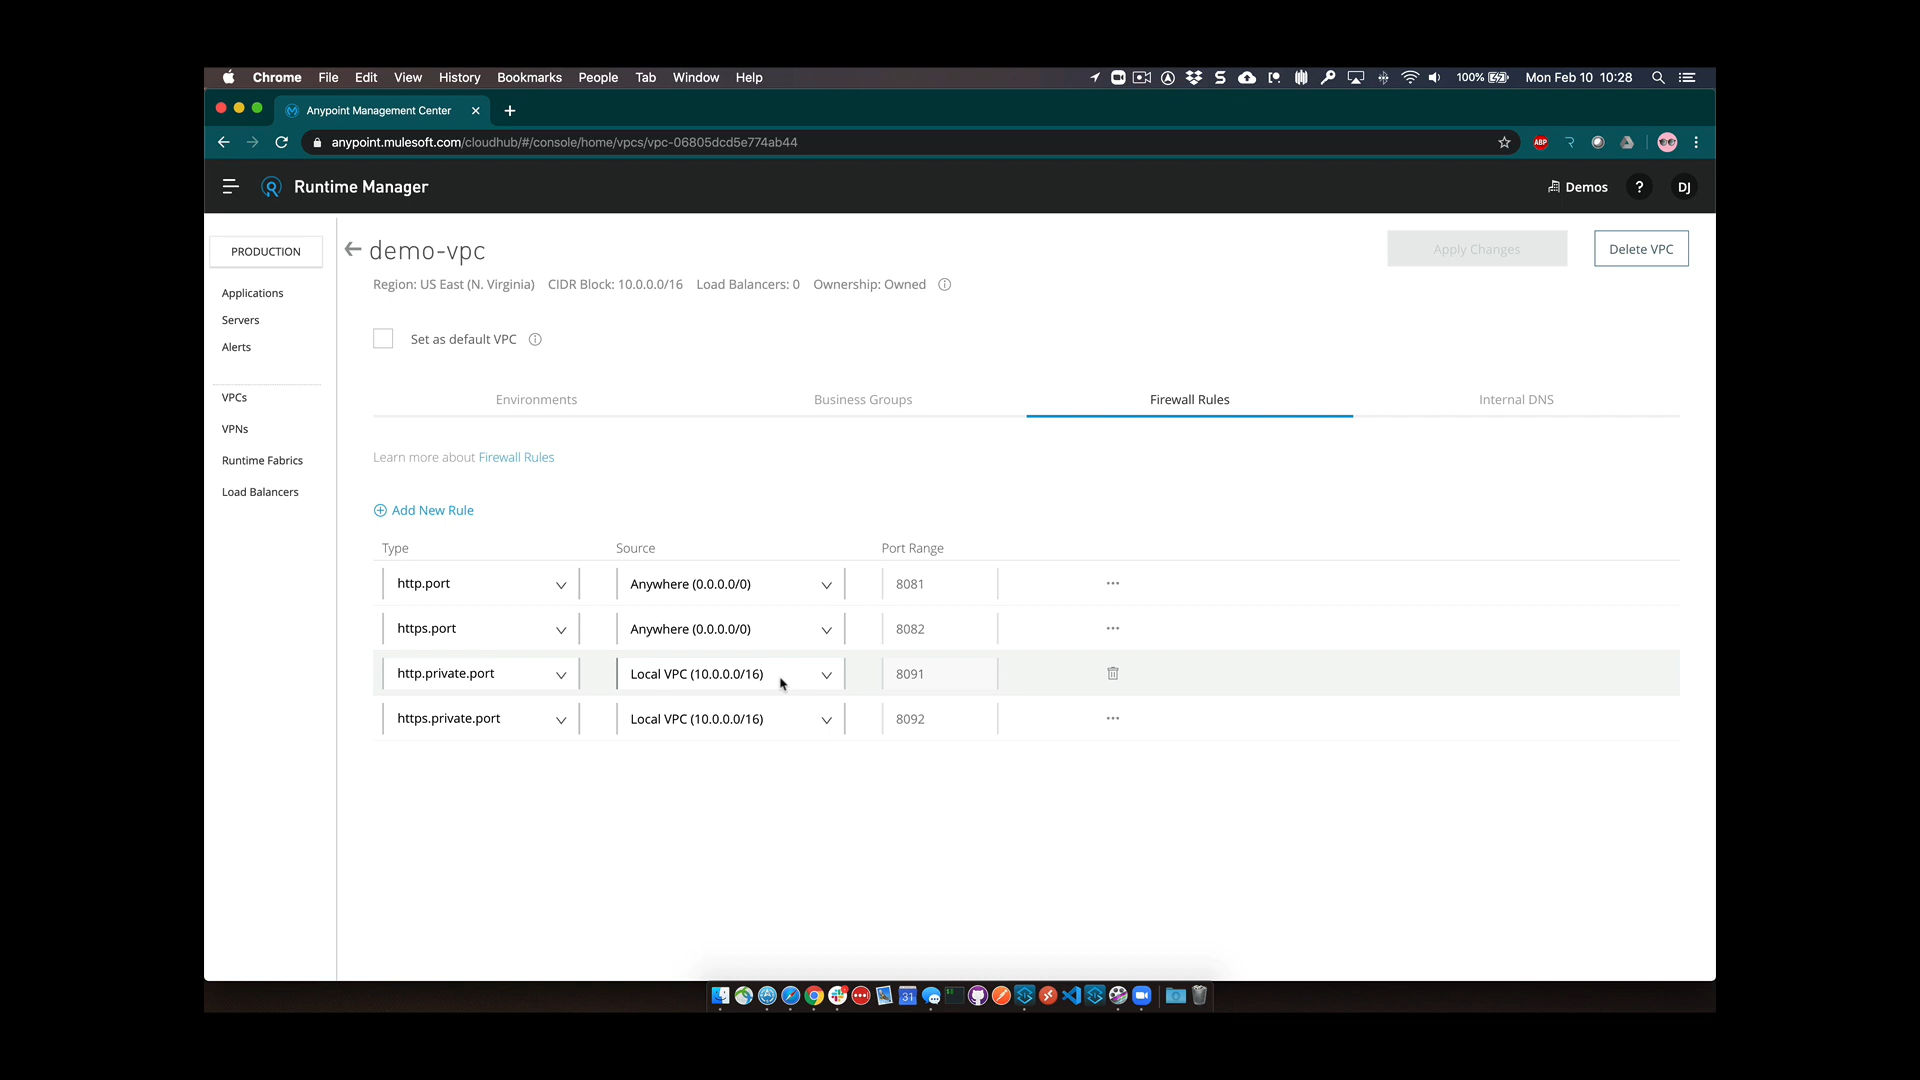 Chrome File Edit View History Bookmarks People Tab Window Help 100% Mon Feb 10 10:28
Anypoint Management Center
anypoint.mulesoft.com/cloudhub/#/console/home/vpcs/vpc-06805dcd5e774ab44 ABP
Runtime Manager Demos ? DJ
PRODUCTION
Applications
Servers
Alerts
VPCs
VPNs
Runtime Fabrics
Load Balancers
demo-vpc Apply Changes Delete VPC
Region: US East (N. Virginia) CIDR Block: 10.0.0.0/16 Load Balancers: 0 Ownership: Owned
Set as default VPC
Environments Business Groups Firewall Rules Internal DNS
Learn more about Firewall Rules
Add New Rule
Type Source Port Range
http.port Anywhere (0.0.0.0/0) 8081
https.port Anywhere (0.0.0.0/0) 8082
http.private.port Local VPC (10.0.0.0/16) 8091
https.private.port Local VPC (10.0.0.0/16) 8092
31